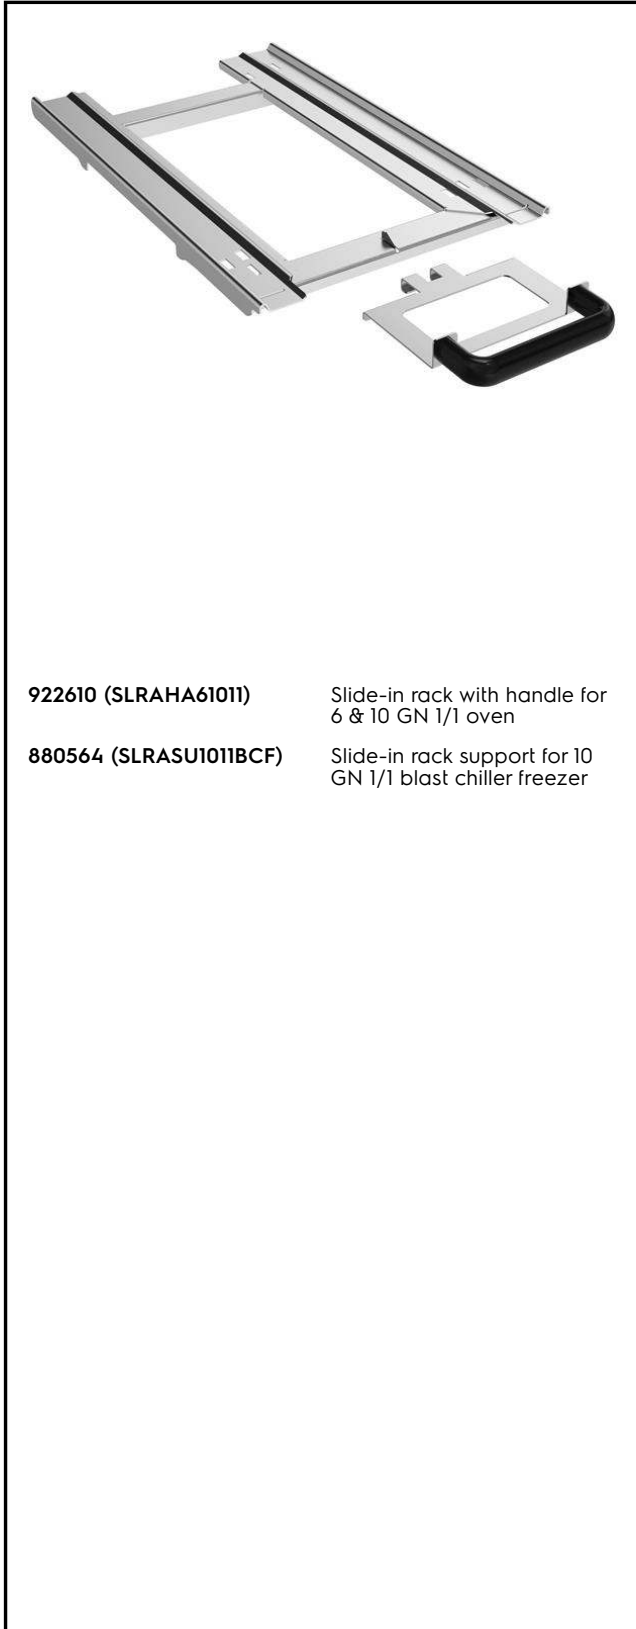 922610 (SLRAHA61011) Slide-in rack with handle for
6 & 10 GN 1/1 oven
880564 (SLRASU1011BCF) Slide-in rack support for 10
GN 1/1 blast chiller freezer